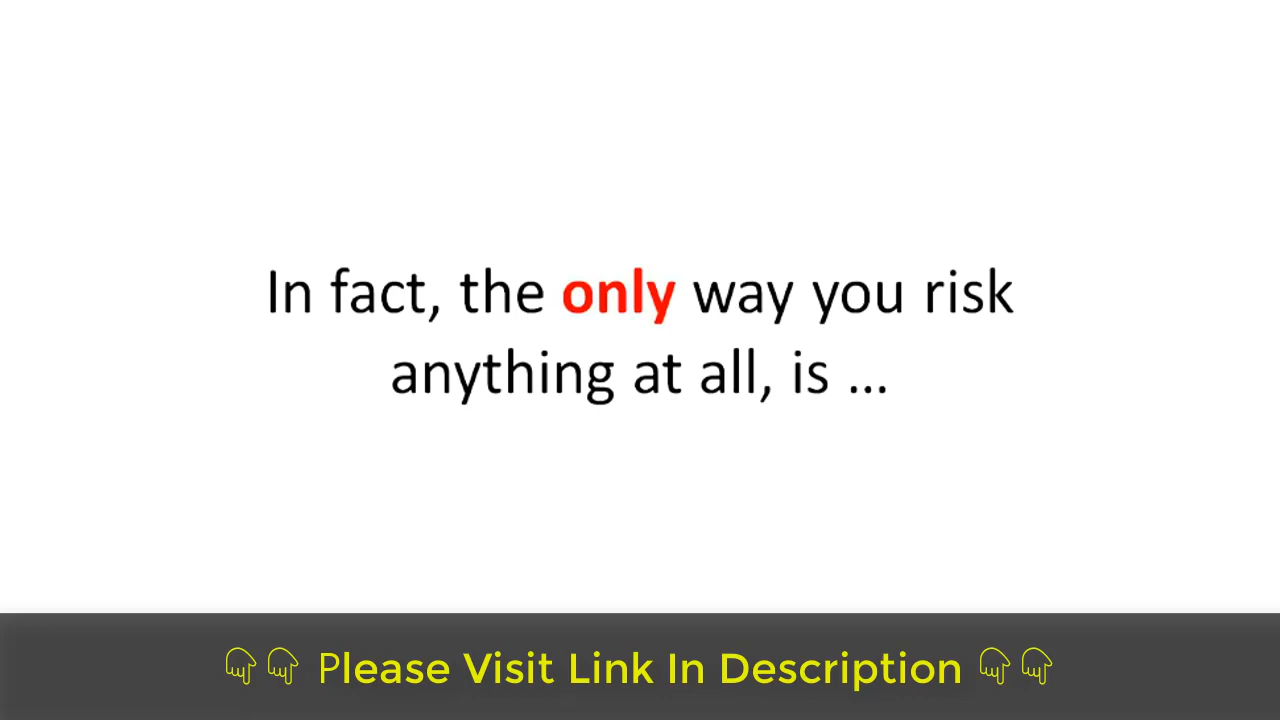 In fact, the only way you risk
anything at all, is ...
👇👇 Please Visit Link In Description 👇👇